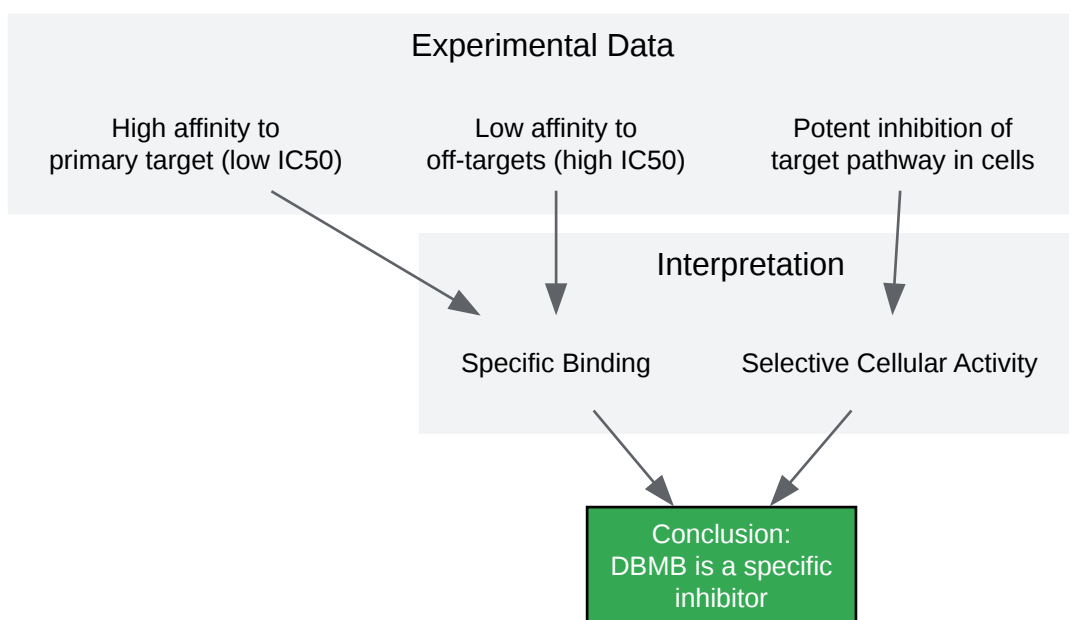 Experimental Data
High affinity to
primary target (low IC50)
Low affinity to
off-targets (high IC50)
Potent inhibition of
target pathway in cells
Interpretation
Specific Binding
Selective Cellular Activity
Conclusion:
DBMB is a specific
inhibitor